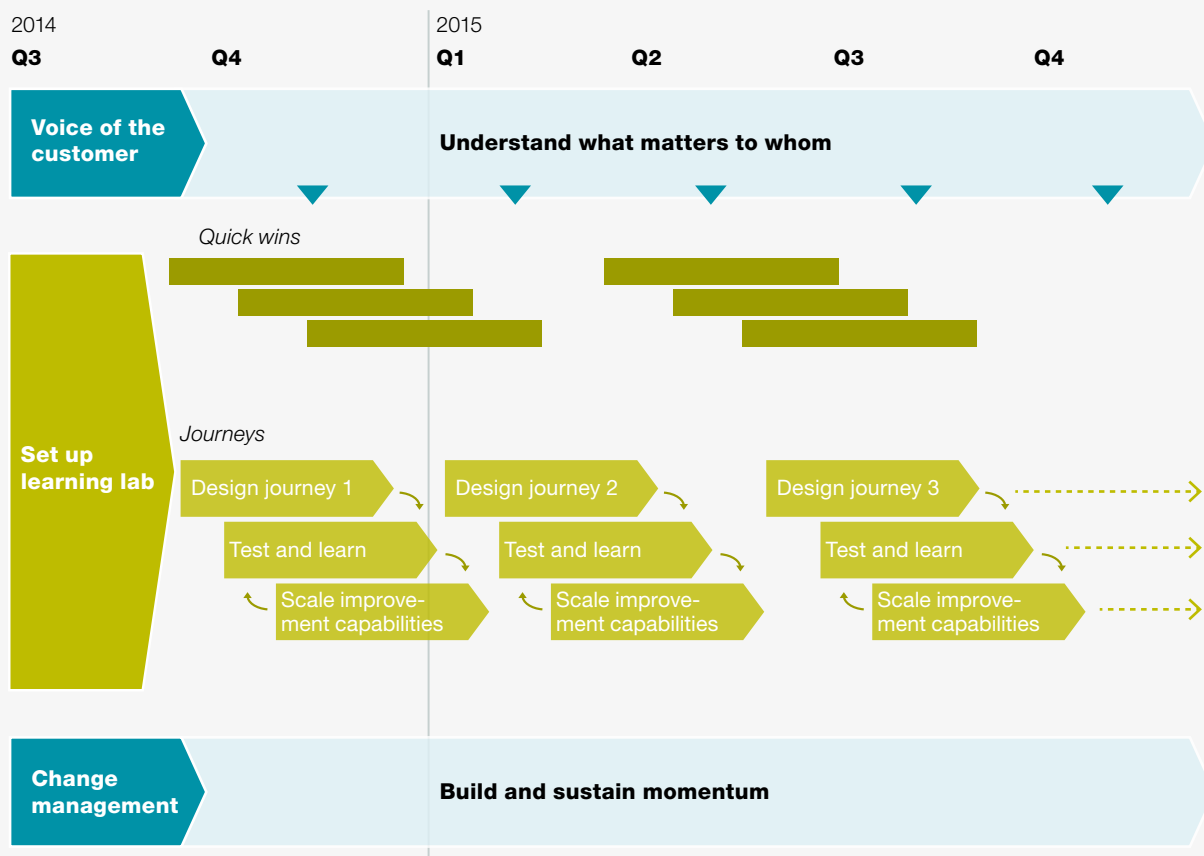 2014
2015
Q3
Q4
Q1
Q2
Q3
Q4
Voice of the
customer
Understand what matters to whom
Quick wins
Set up
learning lab
Journeys
Design journey 1
Design journey 2
Design journey 3
Test and learn
Test and learn
Test and learn
Scale improve-
ment capabilities
Scale improve-
ment capabilities
Scale improve-
ment capabilities
Change
management
Build and sustain momentum